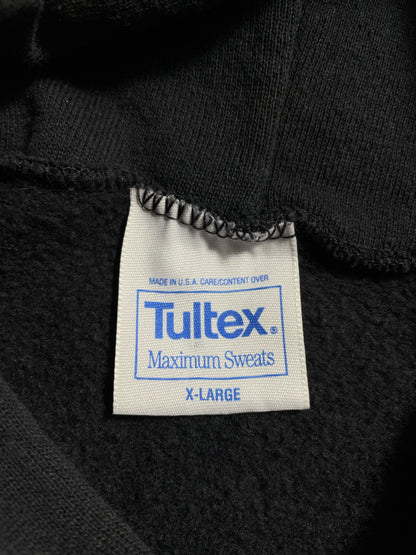 MADE IN U.S.A. CARE/CONTENT OVER
Tultex®
Maximum Sweats
X-LARGE